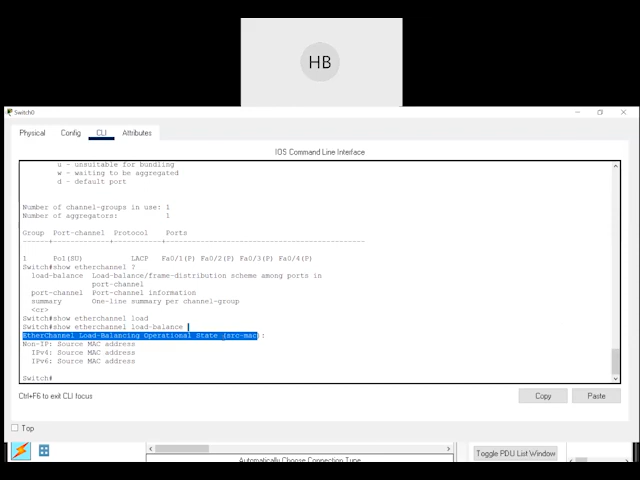 HB
Switch0
Physical Config CLI Attributes
IOS Command Line Interface
u - unsuitable for bundling
w - waiting to be aggregated
d - default port
Number of channel-groups in use: 1
Number of aggregators: 1
Group Port-channel Protocol Ports
------+-------------+-----------+----------------------------------------------
1 Po1(SU) LACP Fa0/1(P) Fa0/2(P) Fa0/3(P) Fa0/4(P)
Switch#show etherchannel ?
load-balance Load-balance/frame-distribution scheme among ports in
port-channel
port-channel Port-channel information
summary One-line summary per channel-group
<cr>
Switch#show etherchannel load
Switch#show etherchannel load-balance
EtherChannel Load-Balancing Operational State (src-mac):
Non-IP: Source MAC address
IPv4: Source MAC address
IPv6: Source MAC address
Switch#
Ctrl+F6 to exit CLI focus
Copy Paste
Top
Toggle PDU List Window
Automatically Choose Connection Type